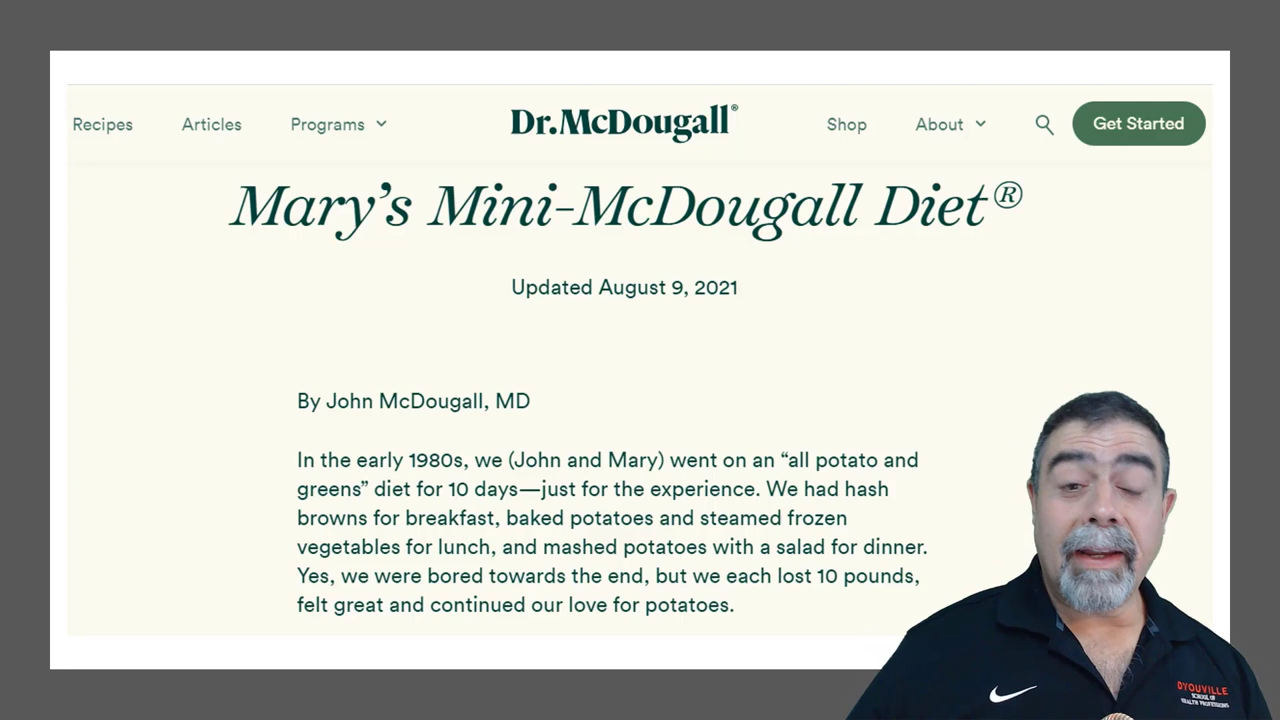 Recipes Articles Programs Dr.McDougall® Shop About Get Started
Mary's Mini-McDougall Diet®
Updated August 9, 2021
By John McDougall, MD
In the early 1980s, we (John and Mary) went on an “all potato and
greens” diet for 10 days—just for the experience. We had hash
browns for breakfast, baked potatoes and steamed frozen
vegetables for lunch, and mashed potatoes with a salad for dinner.
Yes, we were bored towards the end, but we each lost 10 pounds,
felt great and continued our love for potatoes.
D'YOUVILLE
SCHOOL OF
HEALTH PROFESSIONS